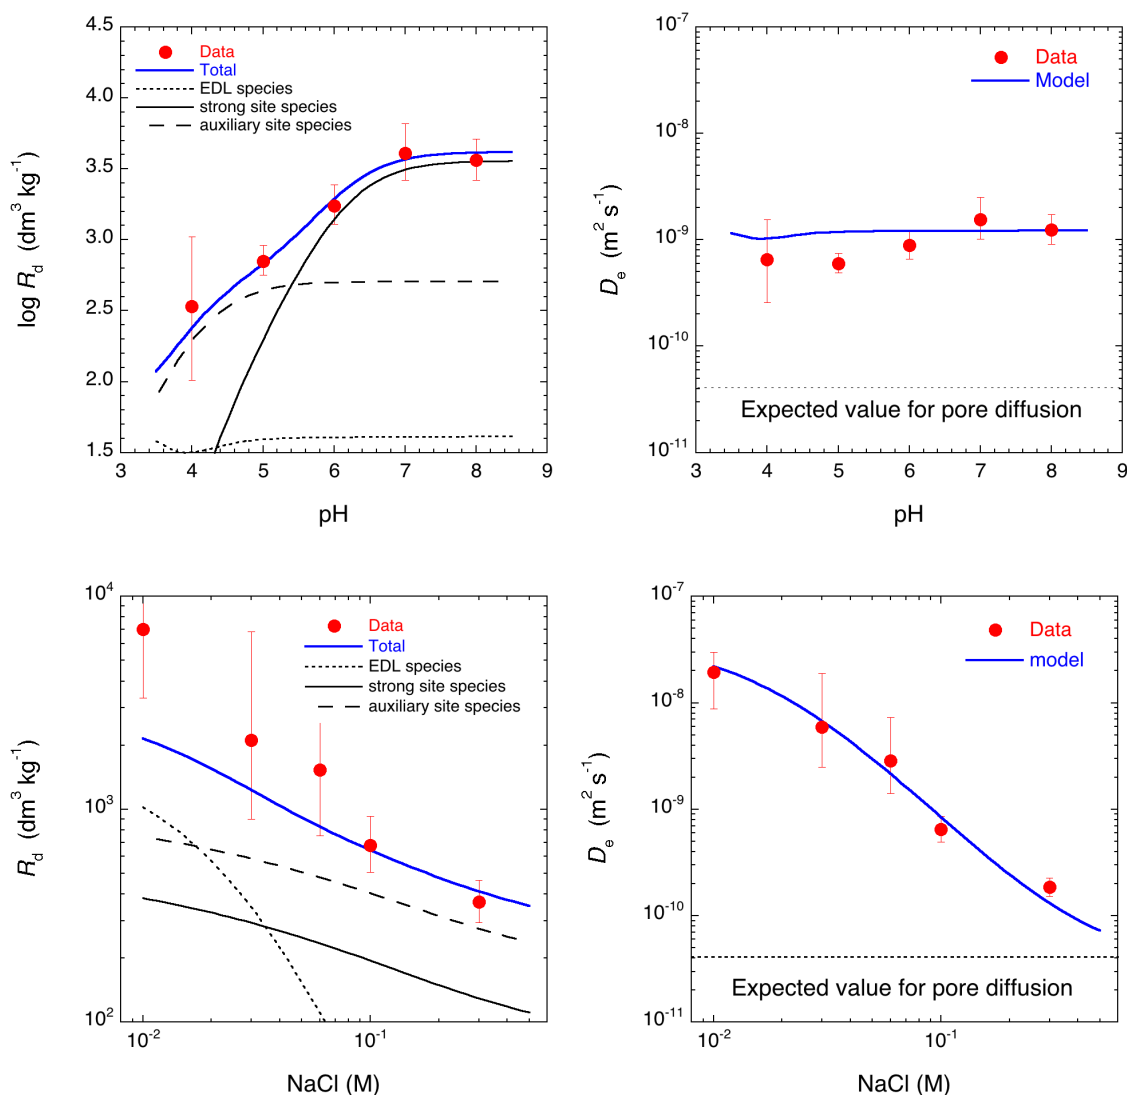 4.5
4.0
3.5
3.0
2.5
2.0
1.5
log R_d (dm³ kg⁻¹)
Data
Total
EDL species
strong site species
auxiliary site species
3 4 5 6 7 8 9
pH
10⁻⁷
10⁻⁸
10⁻⁹
10⁻¹⁰
10⁻¹¹
D_e (m² s⁻¹)
Data
Model
Expected value for pore diffusion
3 4 5 6 7 8 9
pH
10⁴
10³
10²
R_d (dm³ kg⁻¹)
Data
Total
EDL species
strong site species
auxiliary site species
10⁻² 10⁻¹
NaCl (M)
10⁻⁷
10⁻⁸
10⁻⁹
10⁻¹⁰
10⁻¹¹
D_e (m² s⁻¹)
Data
model
Expected value for pore diffusion
10⁻² 10⁻¹
NaCl (M)